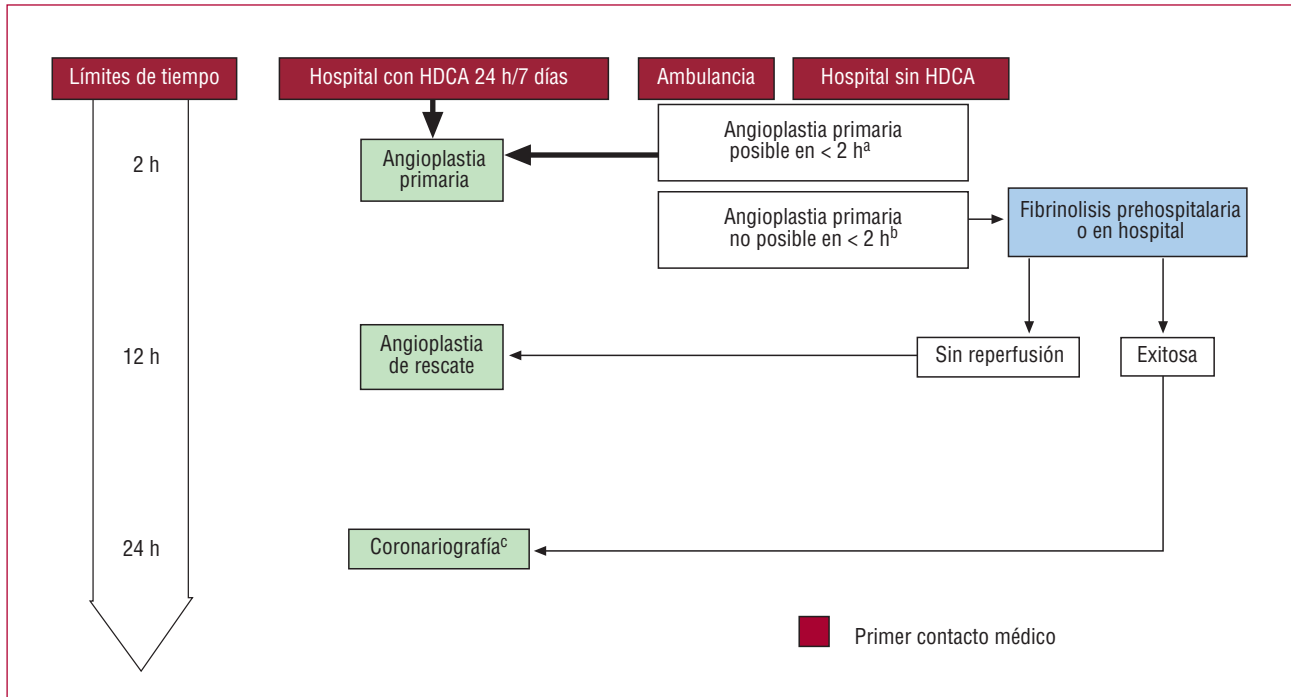 Límites de tiempo
Hospital con HDCA 24 h/7 días
Ambulancia
Hospital sin HDCA
2 h
Angioplastia
primaria
Angioplastia primaria
posible en < 2 hª
Angioplastia primaria
no posible en < 2 hᵇ
Fibrinolisis prehospitalaria
o en hospital
12 h
Angioplastia
de rescate
Sin reperfusión
Exitosa
24 h
Coronariografíaᶜ
Primer contacto médico